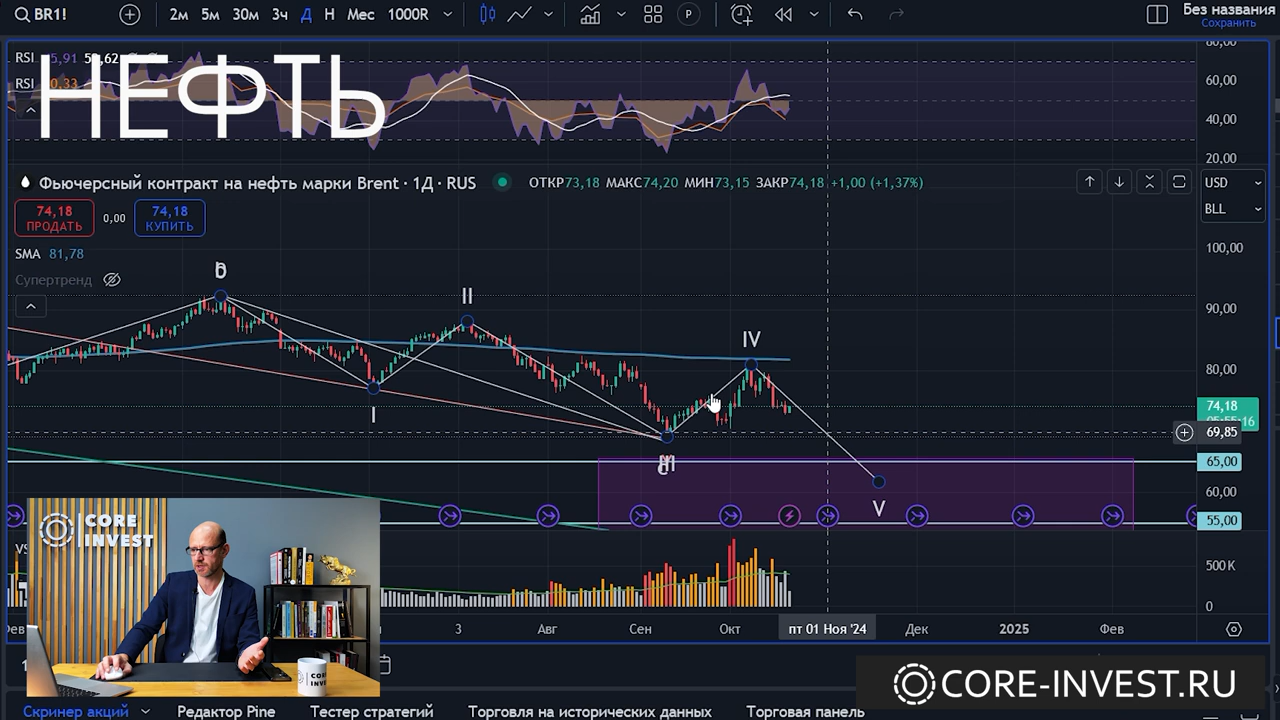 BR1!
2м 5м 30м 3ч Д Н Мес 1000R
Без названия
Сохранить
НЕФТЬ
RSI
RSI
80,00
60,00
40,00
20,00
Фьючерсный контракт на нефть марки Brent · 1Д · RUS
ОТКР73,18 МАКС74,20 МИН73,15 ЗАКР74,18 +1,00 (+1,37%)
USD
BLL
74,18
ПРОДАТЬ
0,00
74,18
КУПИТЬ
SMA 81,78
Супертренд
100,00
90,00
80,00
74,18
05:55:16
69,85
65,00
60,00
55,00
500K
0
I
II
IV
V
CORE
INVEST
3 Авг Сен Окт пт 01 Ноя '24 Дек 2025 Фев
CORE-INVEST.RU
Скринер акций Редактор Pine Тестер стратегий Торговля на исторических данных Торговая панель